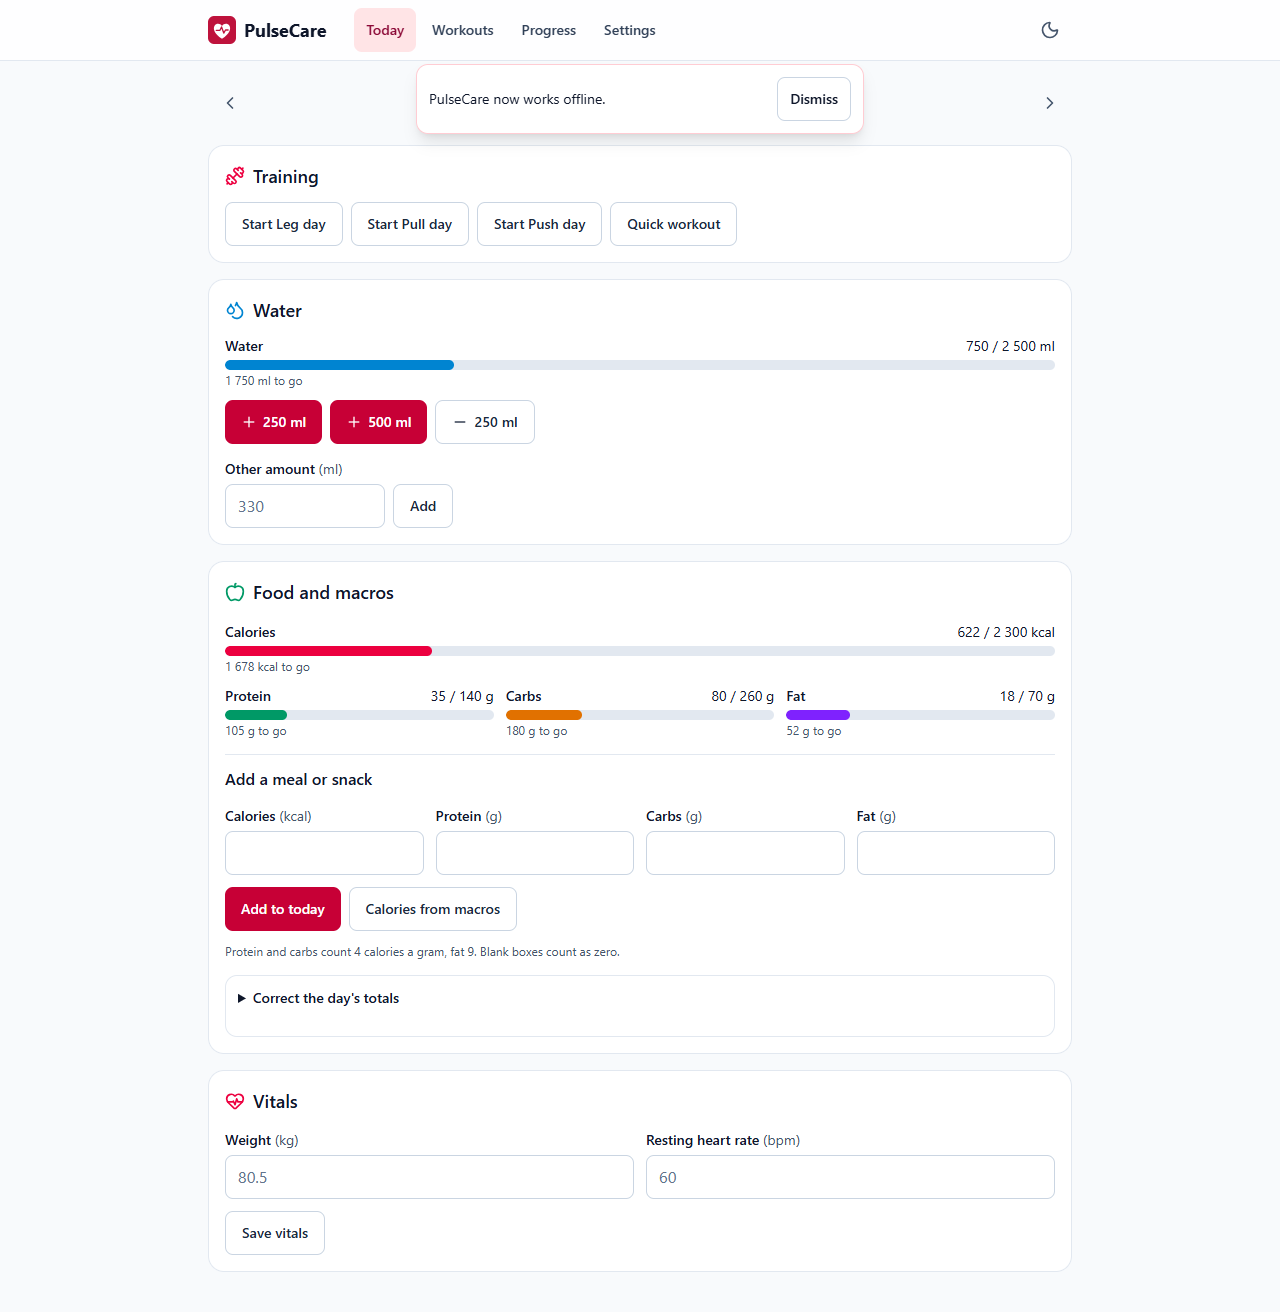 PulseCare Today Workouts Progress Settings
PulseCare now works offline. Dismiss
Training
Start Leg day Start Pull day Start Push day Quick workout
Water
Water 750 / 2 500 ml
1 750 ml to go
+ 250 ml + 500 ml − 250 ml
Other amount (ml)
330 Add
Food and macros
Calories 622 / 2 300 kcal
1 678 kcal to go
Protein 35 / 140 g Carbs 80 / 260 g Fat 18 / 70 g
105 g to go 180 g to go 52 g to go
Add a meal or snack
Calories (kcal) Protein (g) Carbs (g) Fat (g)
Add to today Calories from macros
Protein and carbs count 4 calories a gram, fat 9. Blank boxes count as zero.
Correct the day's totals
Vitals
Weight (kg) Resting heart rate (bpm)
80.5 60
Save vitals